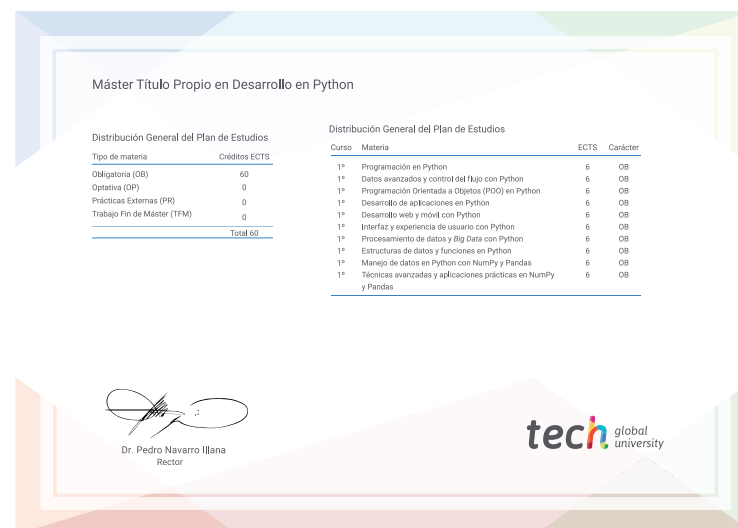 Máster Título Propio en Desarrollo en Python
Distribución General del Plan de Estudios
Tipo de materia Créditos ECTS
Obligatoria (OB) 60
Optativa (OP) 0
Prácticas Externas (PR) 0
Trabajo Fin de Máster (TFM) 0
Total 60
Distribución General del Plan de Estudios
Curso Materia ECTS Carácter
1º Programación en Python 6 OB
1º Datos avanzados y control del flujo con Python 6 OB
1º Programación Orientada a Objetos (POO) en Python 6 OB
1º Desarrollo de aplicaciones en Python 6 OB
1º Desarrollo web y móvil con Python 6 OB
1º Interfaz y experiencia de usuario con Python 6 OB
1º Procesamiento de datos y Big Data con Python 6 OB
1º Estructuras de datos y funciones en Python 6 OB
1º Manejo de datos en Python con NumPy y Pandas 6 OB
1º Técnicas avanzadas y aplicaciones prácticas en NumPy 6 OB
y Pandas
Dr. Pedro Navarro Illana
Rector
tech global
university